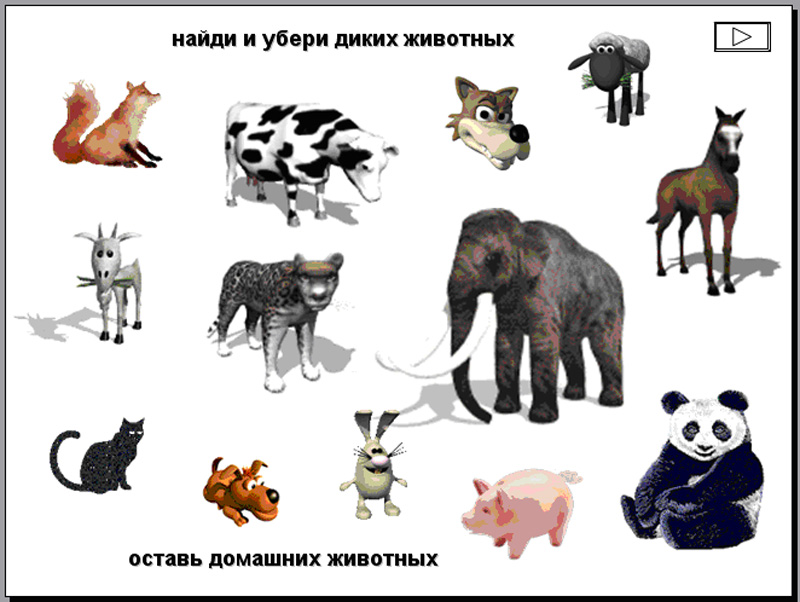 найди и убери диких животных
оставь домашних животных